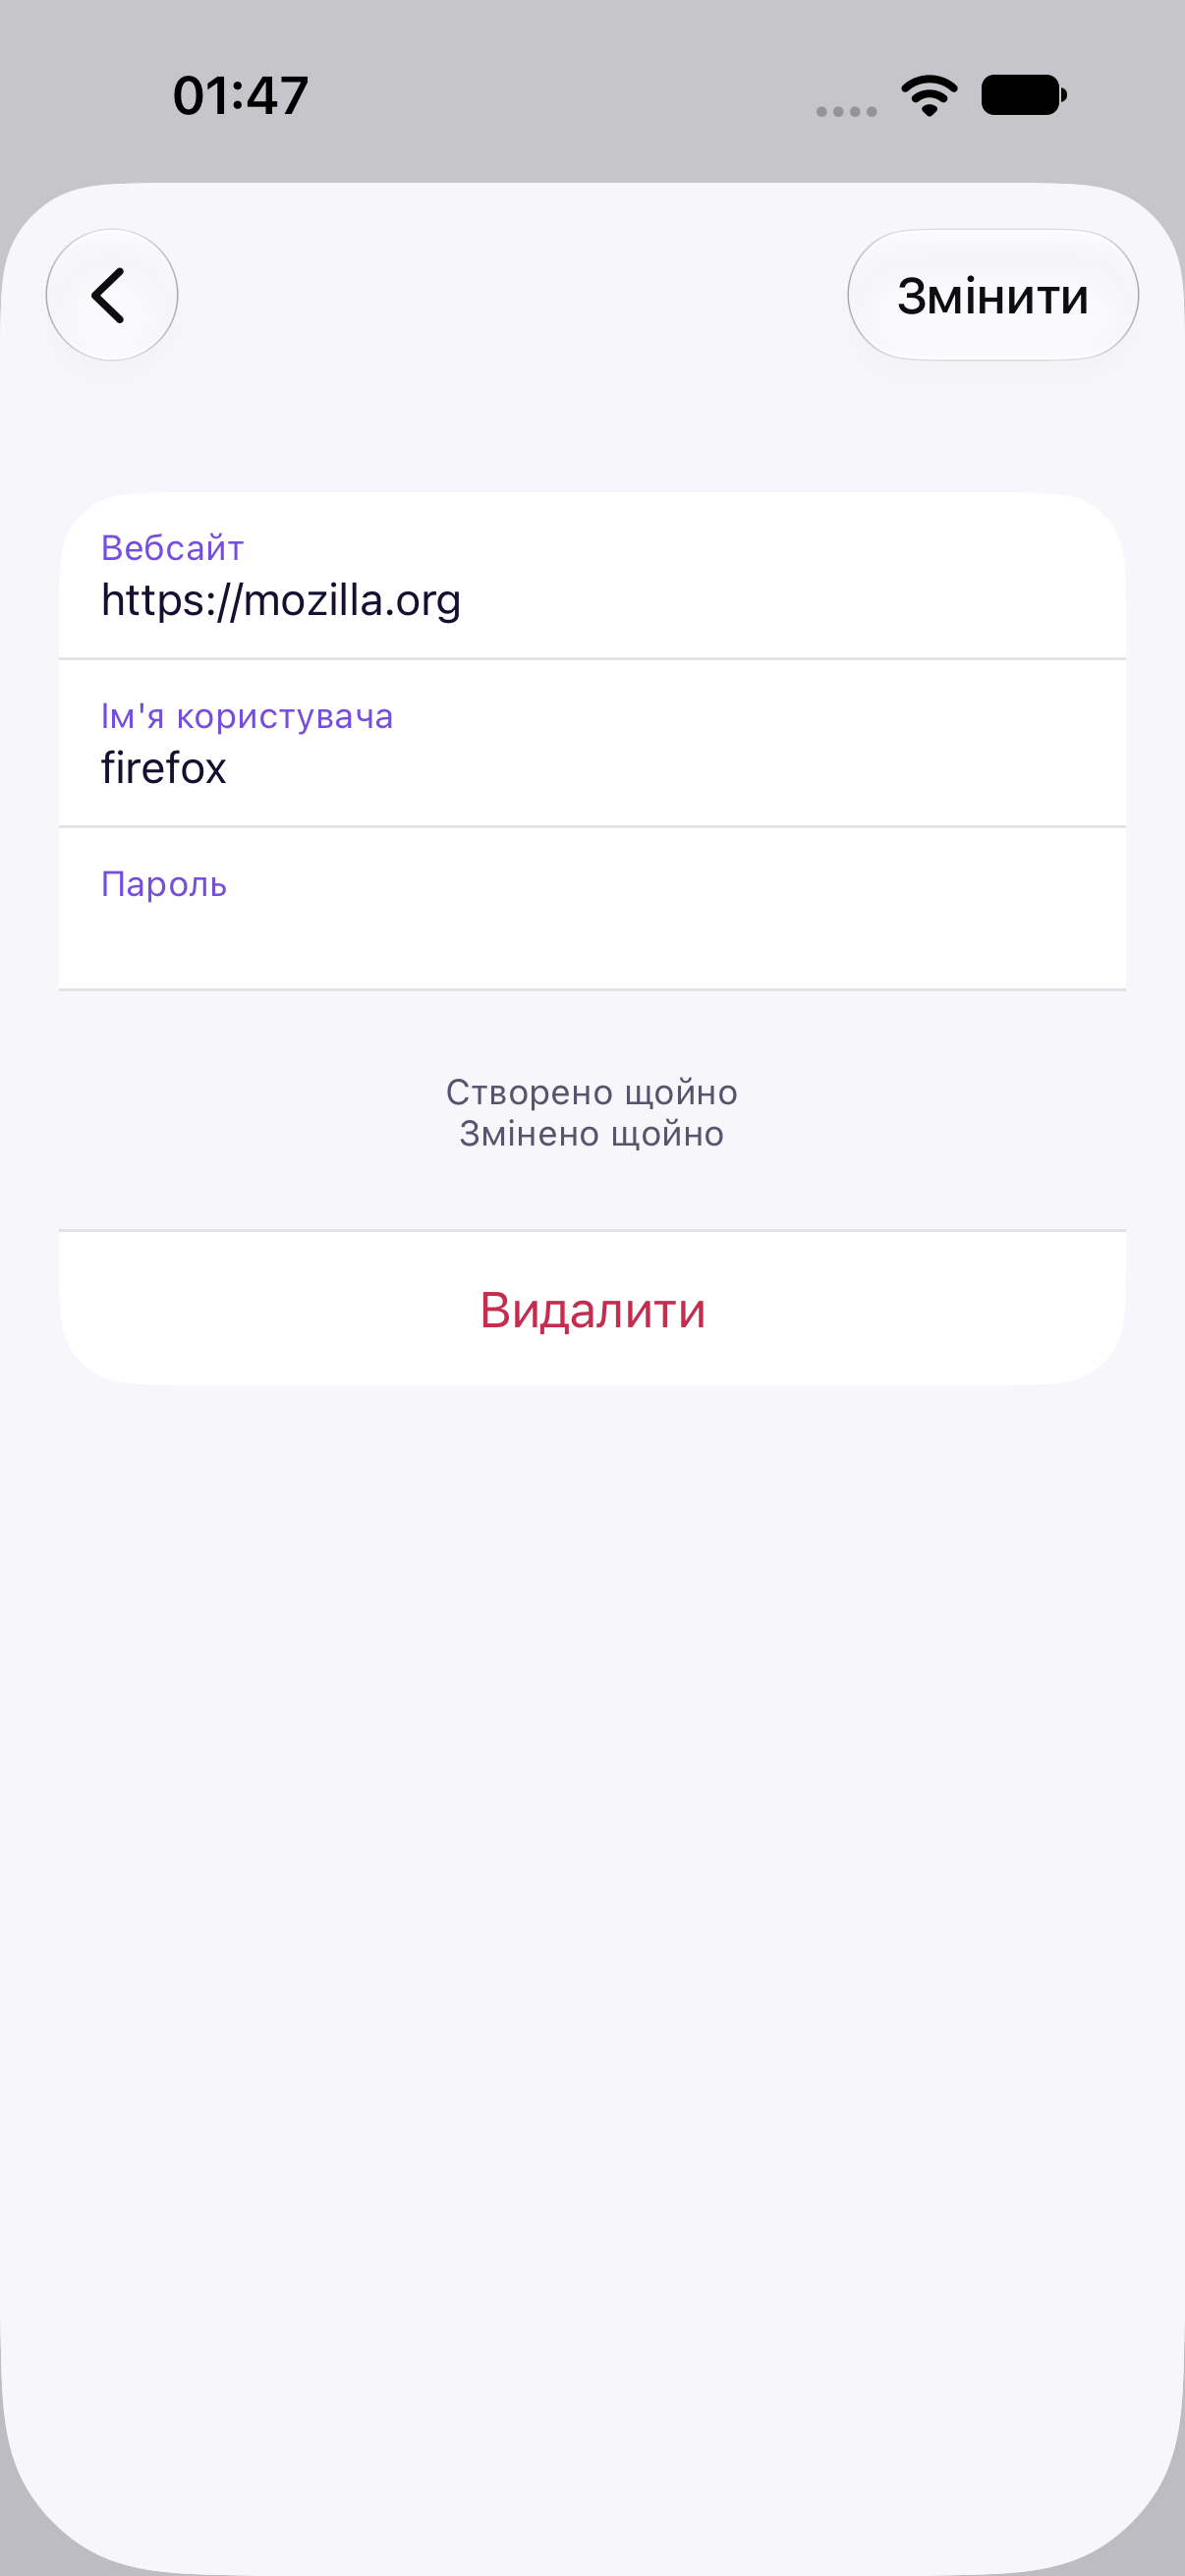 01:47
Змінити
Вебсайт
https://mozilla.org
Ім'я користувача
firefox
Пароль
Створено щойно
Змінено щойно
Видалити